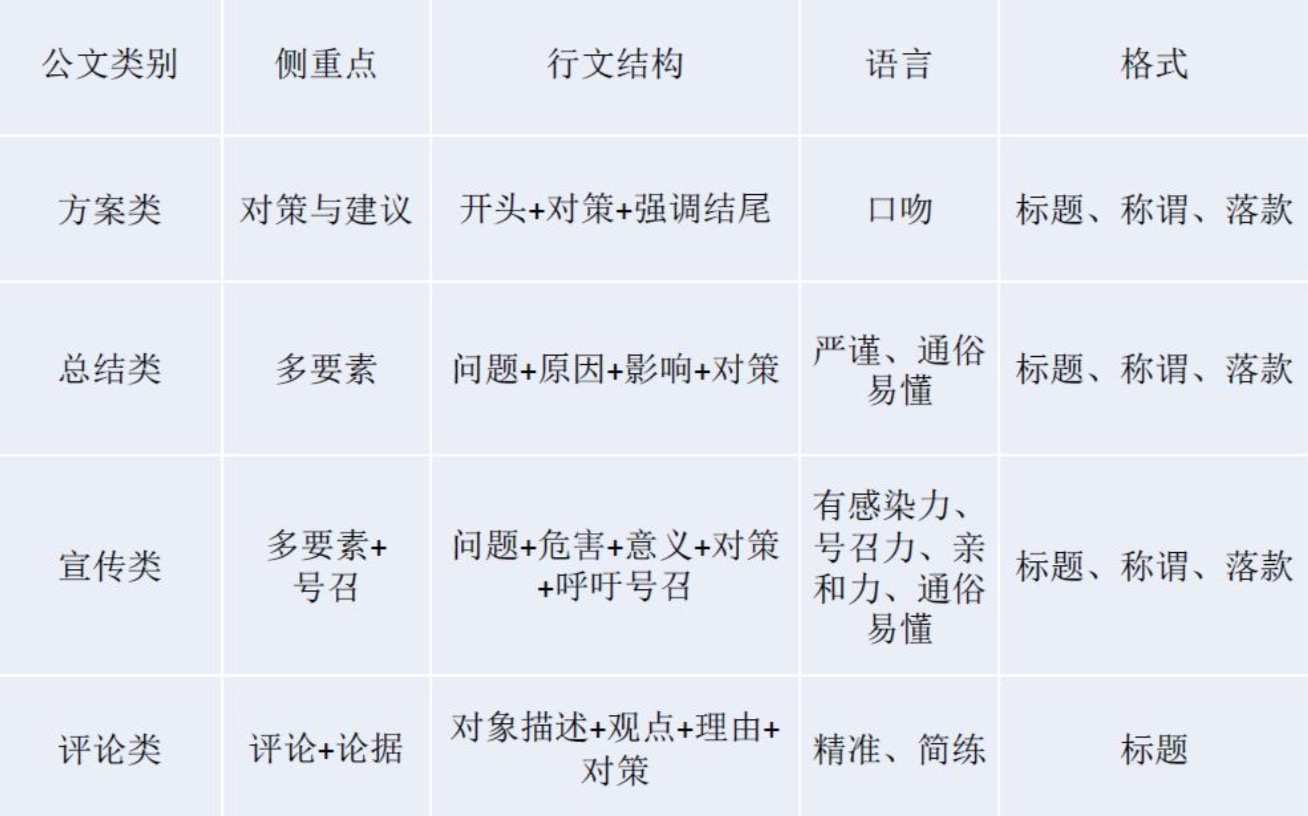 公文类别 侧重点 行文结构 语言 格式
方案类 对策与建议 开头+对策+强调结尾 口吻 标题、称谓、落款
总结类 多要素 问题+原因+影响+对策 严谨、通俗
易懂 标题、称谓、落款
宣传类 多要素+
号召 问题+危害+意义+对策
+呼吁号召 有感染力、
号召力、亲
和力、通俗
易懂 标题、称谓、落款
评论类 评论+论据 对象描述+观点+理由+
对策 精准、简练 标题